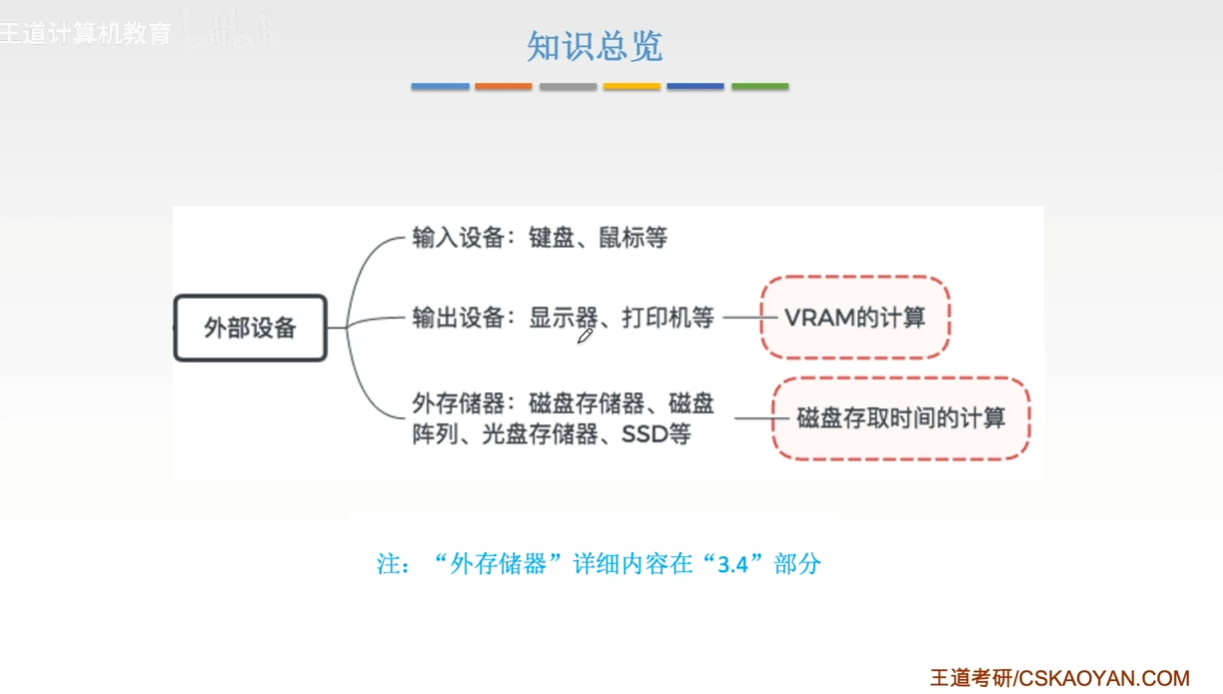 王道计算机教育
知识总览
输入设备：键盘、鼠标等
外部设备
输出设备：显示器、打印机等
VRAM的计算
外存储器：磁盘存储器、磁盘
阵列、光盘存储器、SSD等
磁盘存取时间的计算
注：“外存储器”详细内容在“3.4”部分
王道考研/CSKAOYAN.COM